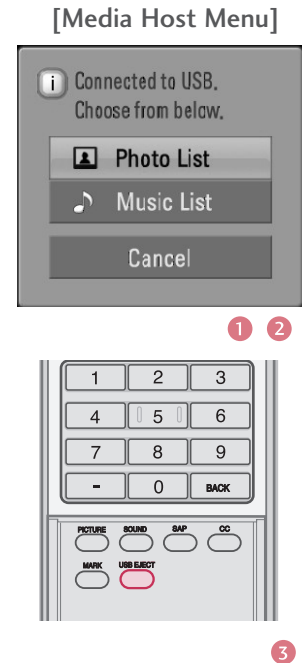 [Media Host Menu]
i Connected to USB.
Choose from below.
Photo List
Music List
Cancel
1 2
1 2 3
4 5 6
7 8 9
- 0 BACK
PICTURE SOUND SAP CC
MARK USB EJECT
3